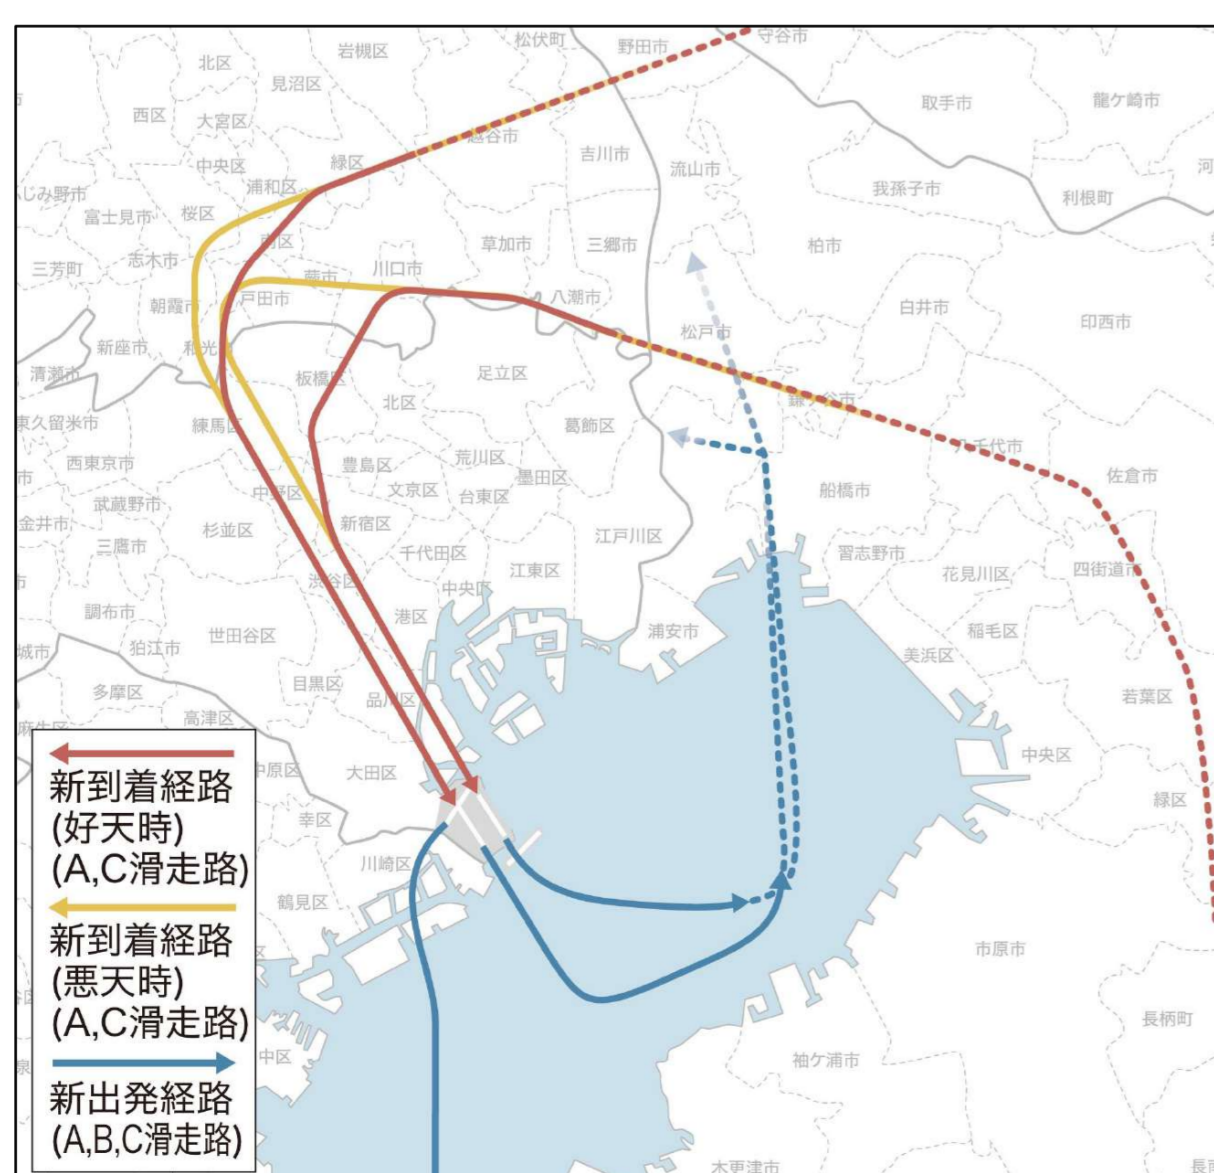 岩槻区
松伏町
野田市
守谷市
北区
見沼区
取手市
龍ケ崎市
西区
大宮区
越谷市
吉川市
中央区
緑区
流山市
河
浦和区
我孫子市
利根町
じみ野市
富士見市
桜区
南区
草加市
三郷市
柏市
三芳町
志木市
川口市
蕨市
戸田市
八潮市
朝霞市
白井市
印西市
松戸市
新座市
和光
清瀬市
板橋区
足立区
北区
鎌ケ谷市
東久留米市
練馬区
葛飾区
八千代市
西東京市
豊島区
荒川区
墨田区
佐倉市
市
武蔵野市
中野区
文京区
台東区
船橋市
金井市
杉並区
新宿区
江戸川区
三鷹市
千代田区
習志野市
江東区
花見川区
四街道市
市
渋谷区
中央区
調布市
港区
世田谷区
浦安市
稲毛区
城市
狛江市
美浜区
目黒区
多摩区
品川区
若葉区
高津区
麻生区
中央区
中原区
大田区
緑区
幸区
川崎区
鶴見区
市原市
区
長柄町
中区
袖ケ浦市
泉
木更津市
長市
新到着経路
(好天時)
(A,C滑走路)
新到着経路
(悪天時)
(A,C滑走路)
新出発経路
(A,B,C滑走路)